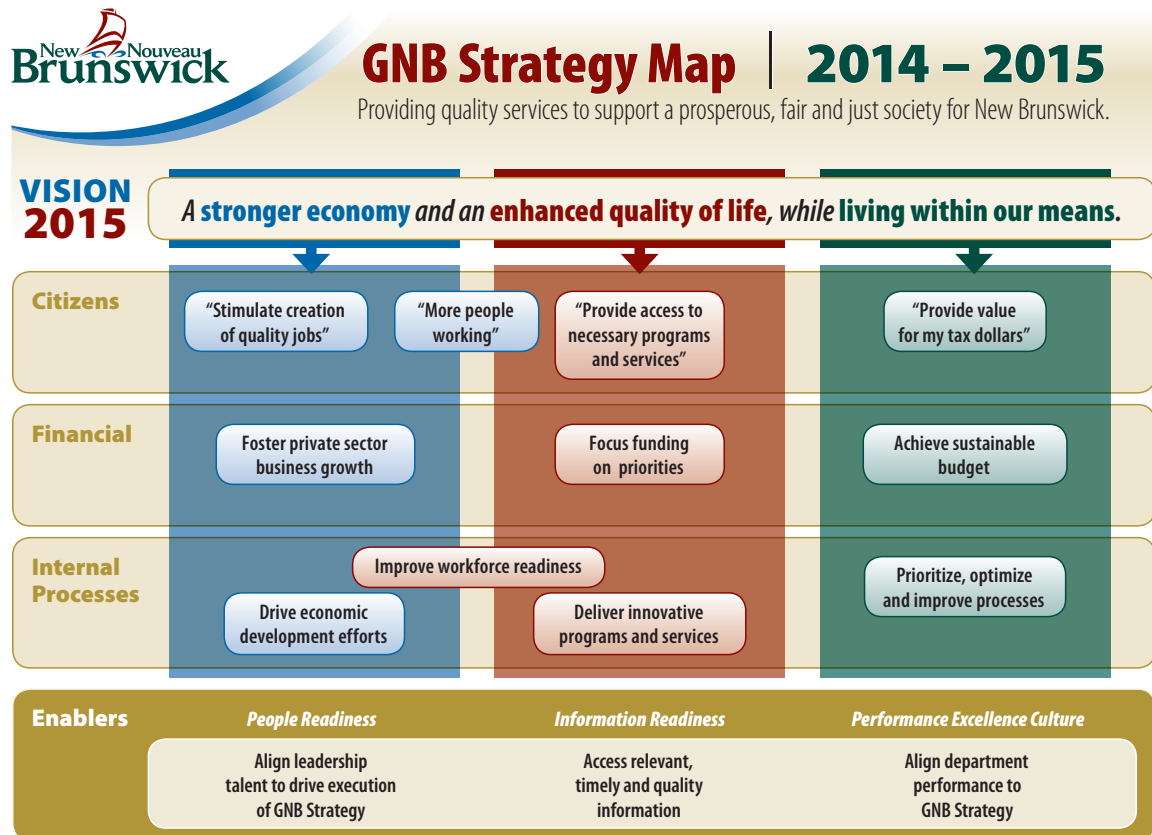 New Nouveau
Brunswick
GNB Strategy Map | 2014 – 2015
Providing quality services to support a prosperous, fair and just society for New Brunswick.
VISION
2015
A stronger economy and an enhanced quality of life, while living within our means.
Citizens
“Stimulate creation
of quality jobs”
“More people
working”
“Provide access to
necessary programs
and services”
“Provide value
for my tax dollars”
Financial
Foster private sector
business growth
Focus funding
on priorities
Achieve sustainable
budget
Internal
Processes
Improve workforce readiness
Drive economic
development efforts
Deliver innovative
programs and services
Prioritize, optimize
and improve processes
Enablers
People Readiness
Align leadership
talent to drive execution
of GNB Strategy
Information Readiness
Access relevant,
timely and quality
information
Performance Excellence Culture
Align department
performance to
GNB Strategy